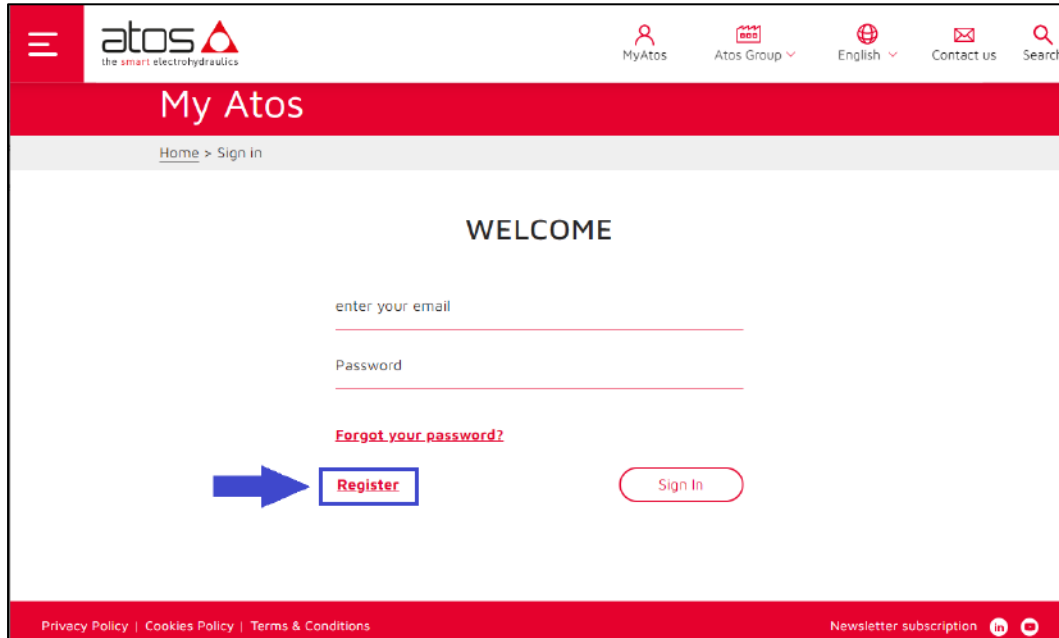 atos
the smart electrohydraulics
MyAtos
Atos Group
English
Contact us
Search
My Atos
Home > Sign in
WELCOME
enter your email
Password
Forgot your password?
Register
Sign In
Privacy Policy | Cookies Policy | Terms & Conditions
Newsletter subscription
in